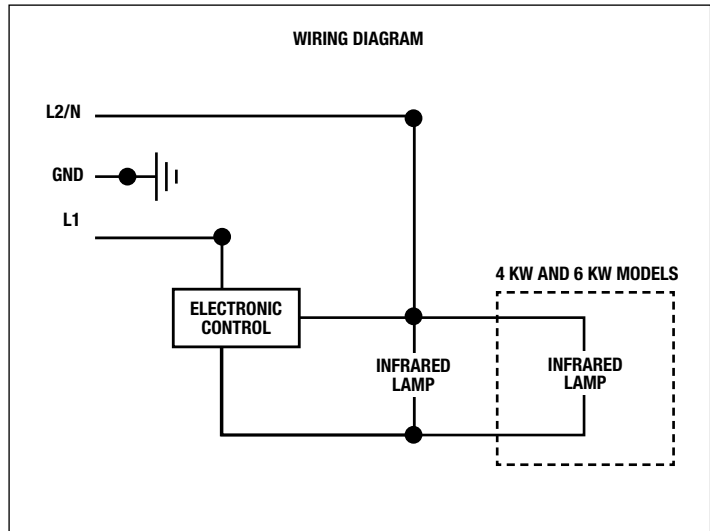 WIRING DIAGRAM
L2/N
GND
L1
4 KW AND 6 KW MODELS
ELECTRONIC
CONTROL
INFRARED
LAMP
INFRARED
LAMP